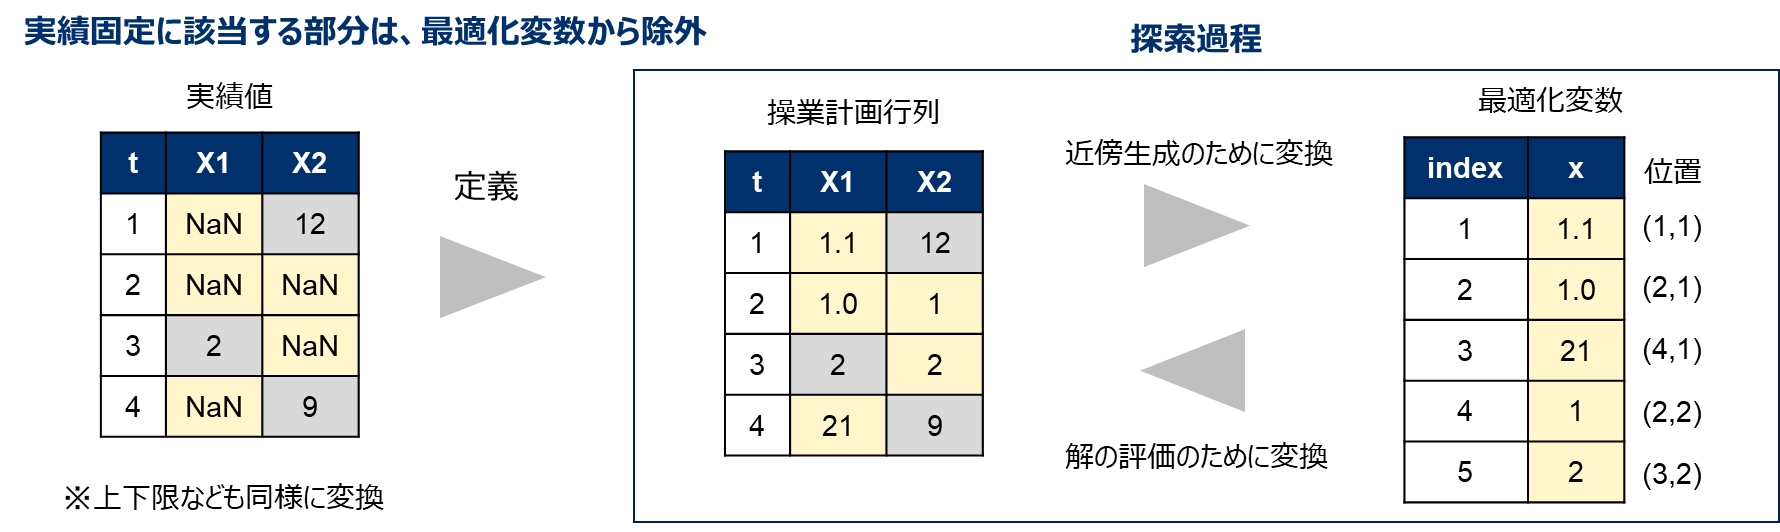 実績固定に該当する部分は、最適化変数から除外
実績値
t X1 X2
1 NaN 12
2 NaN NaN
3 2 NaN
4 NaN 9
※上下限なども同様に変換
定義
探索過程
操業計画行列
t X1 X2
1 1.1 12
2 1.0 1
3 2 2
4 21 9
近傍生成のために変換
解の評価のために変換
最適化変数
index x 位置
1 1.1 (1,1)
2 1.0 (2,1)
3 21 (4,1)
4 1 (2,2)
5 2 (3,2)